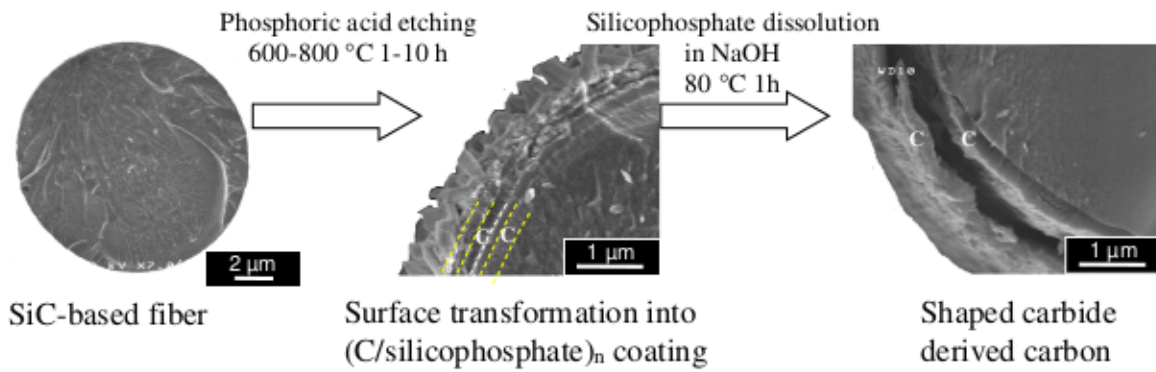 Phosphoric acid etching
600-800 °C 1-10 h
Silicophosphate dissolution
in NaOH
80 °C 1h
WD10
C
C
G C
2 µm
1 µm
1 µm
SiC-based fiber
Surface transformation into
(C/silicophosphate)n coating
Shaped carbide
derived carbon